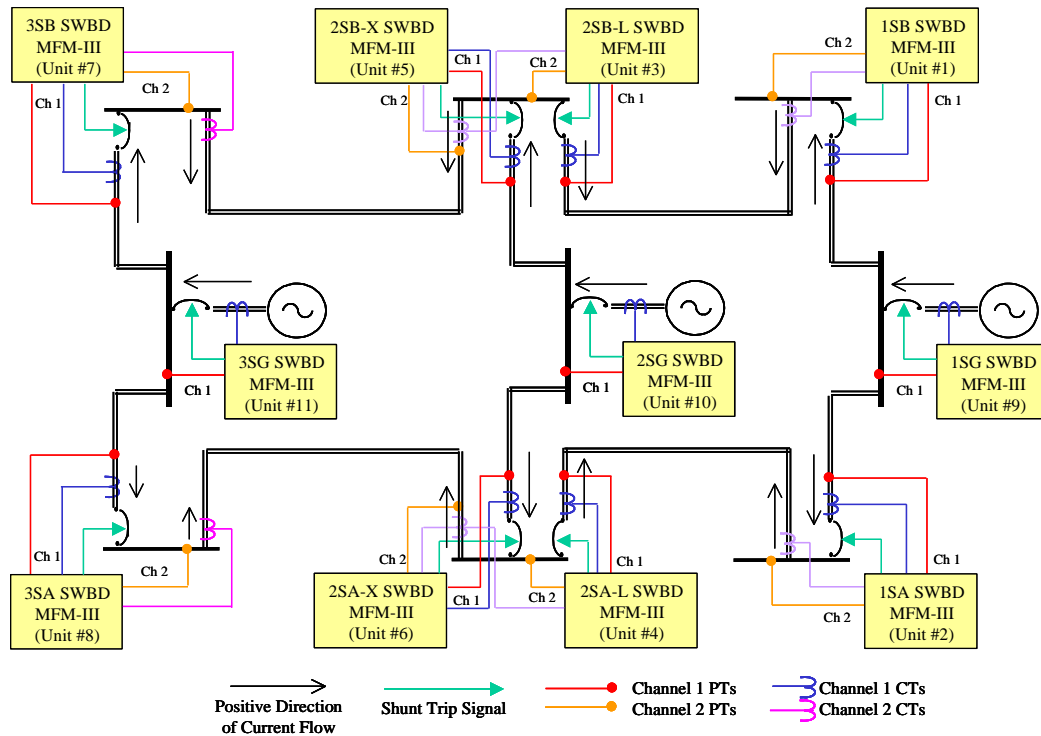 3SB SWBD
MFM-III
(Unit #7)
Ch 1
Ch 2
2SB-X SWBD
MFM-III
(Unit #5)
Ch 1
Ch 2
2SB-L SWBD
MFM-III
(Unit #3)
Ch 2
Ch 1
1SB SWBD
MFM-III
(Unit #1)
Ch 2
Ch 1
3SG SWBD
MFM-III
(Unit #11)
Ch 1
2SG SWBD
MFM-III
(Unit #10)
Ch 1
1SG SWBD
MFM-III
(Unit #9)
Ch 1
3SA SWBD
MFM-III
(Unit #8)
Ch 1
Ch 2
2SA-X SWBD
MFM-III
(Unit #6)
Ch 2
Ch 1
2SA-L SWBD
MFM-III
(Unit #4)
Ch 2
Ch 1
1SA SWBD
MFM-III
(Unit #2)
Ch 1
Ch 2
Positive Direction
of Current Flow
Shunt Trip Signal
Channel 1 PTs
Channel 2 PTs
Channel 1 CTs
Channel 2 CTs